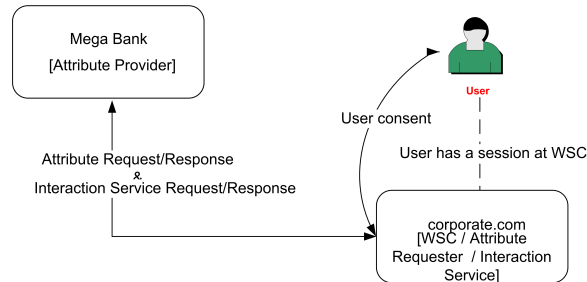 Mega Bank
[Attribute Provider]
User
User consent
User has a session at WSC
Attribute Request/Response
&
Interaction Service Request/Response
corporate.com
[WSC / Attribute
Requester / Interaction
Service]